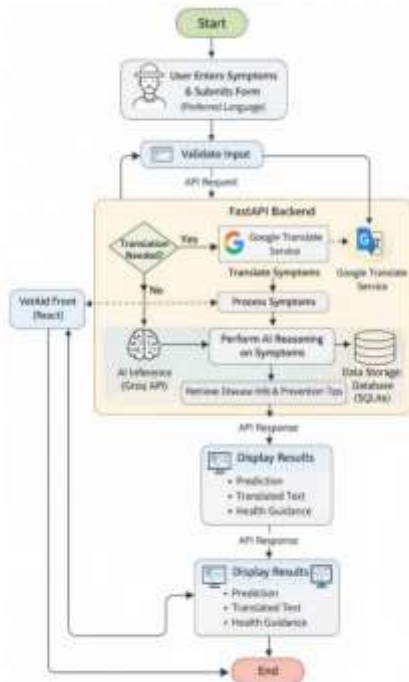 Start
User Enters Symptoms
& Submits Form
(Preferred Language)
Validate Input
API Request
FastAPI Backend
Translation
Needed?
Yes
Google Translate
Service
Google Translate
Service
Translate Symptoms
No
VetAid Front
(React)
Process Symptoms
Perform AI Reasoning
on Symptoms
AI Inference
(Groq API)
Data Storage
Database
(SQLite)
Retrieve Disease Info & Prevention Tips
API Response
Display Results
• Prediction
• Translated Text
• Health Guidance
API Response
Display Results
• Prediction
• Translated Text
• Health Guidance
End